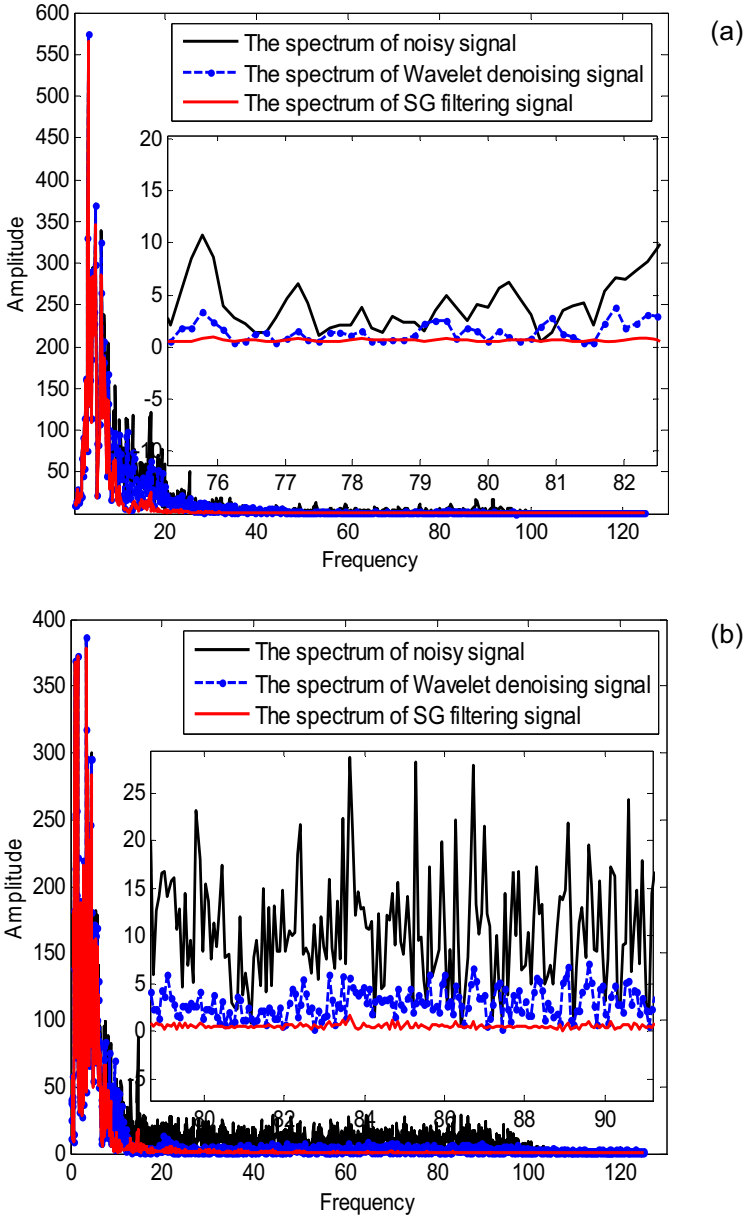 (a)
600
550
500
450
400
350
300
250
200
150
100
50
Amplitude
The spectrum of noisy signal
The spectrum of Wavelet denoising signal
The spectrum of SG filtering signal
20
15
10
5
0
-5
-10
76 77 78 79 80 81 82
20 40 60 80 100 120
Frequency
(b)
400
350
300
250
200
150
100
50
0
Amplitude
The spectrum of noisy signal
The spectrum of Wavelet denoising signal
The spectrum of SG filtering signal
25
20
15
10
5
0
-5
80 82 84 86 88 90
0 20 40 60 80 100 120
Frequency